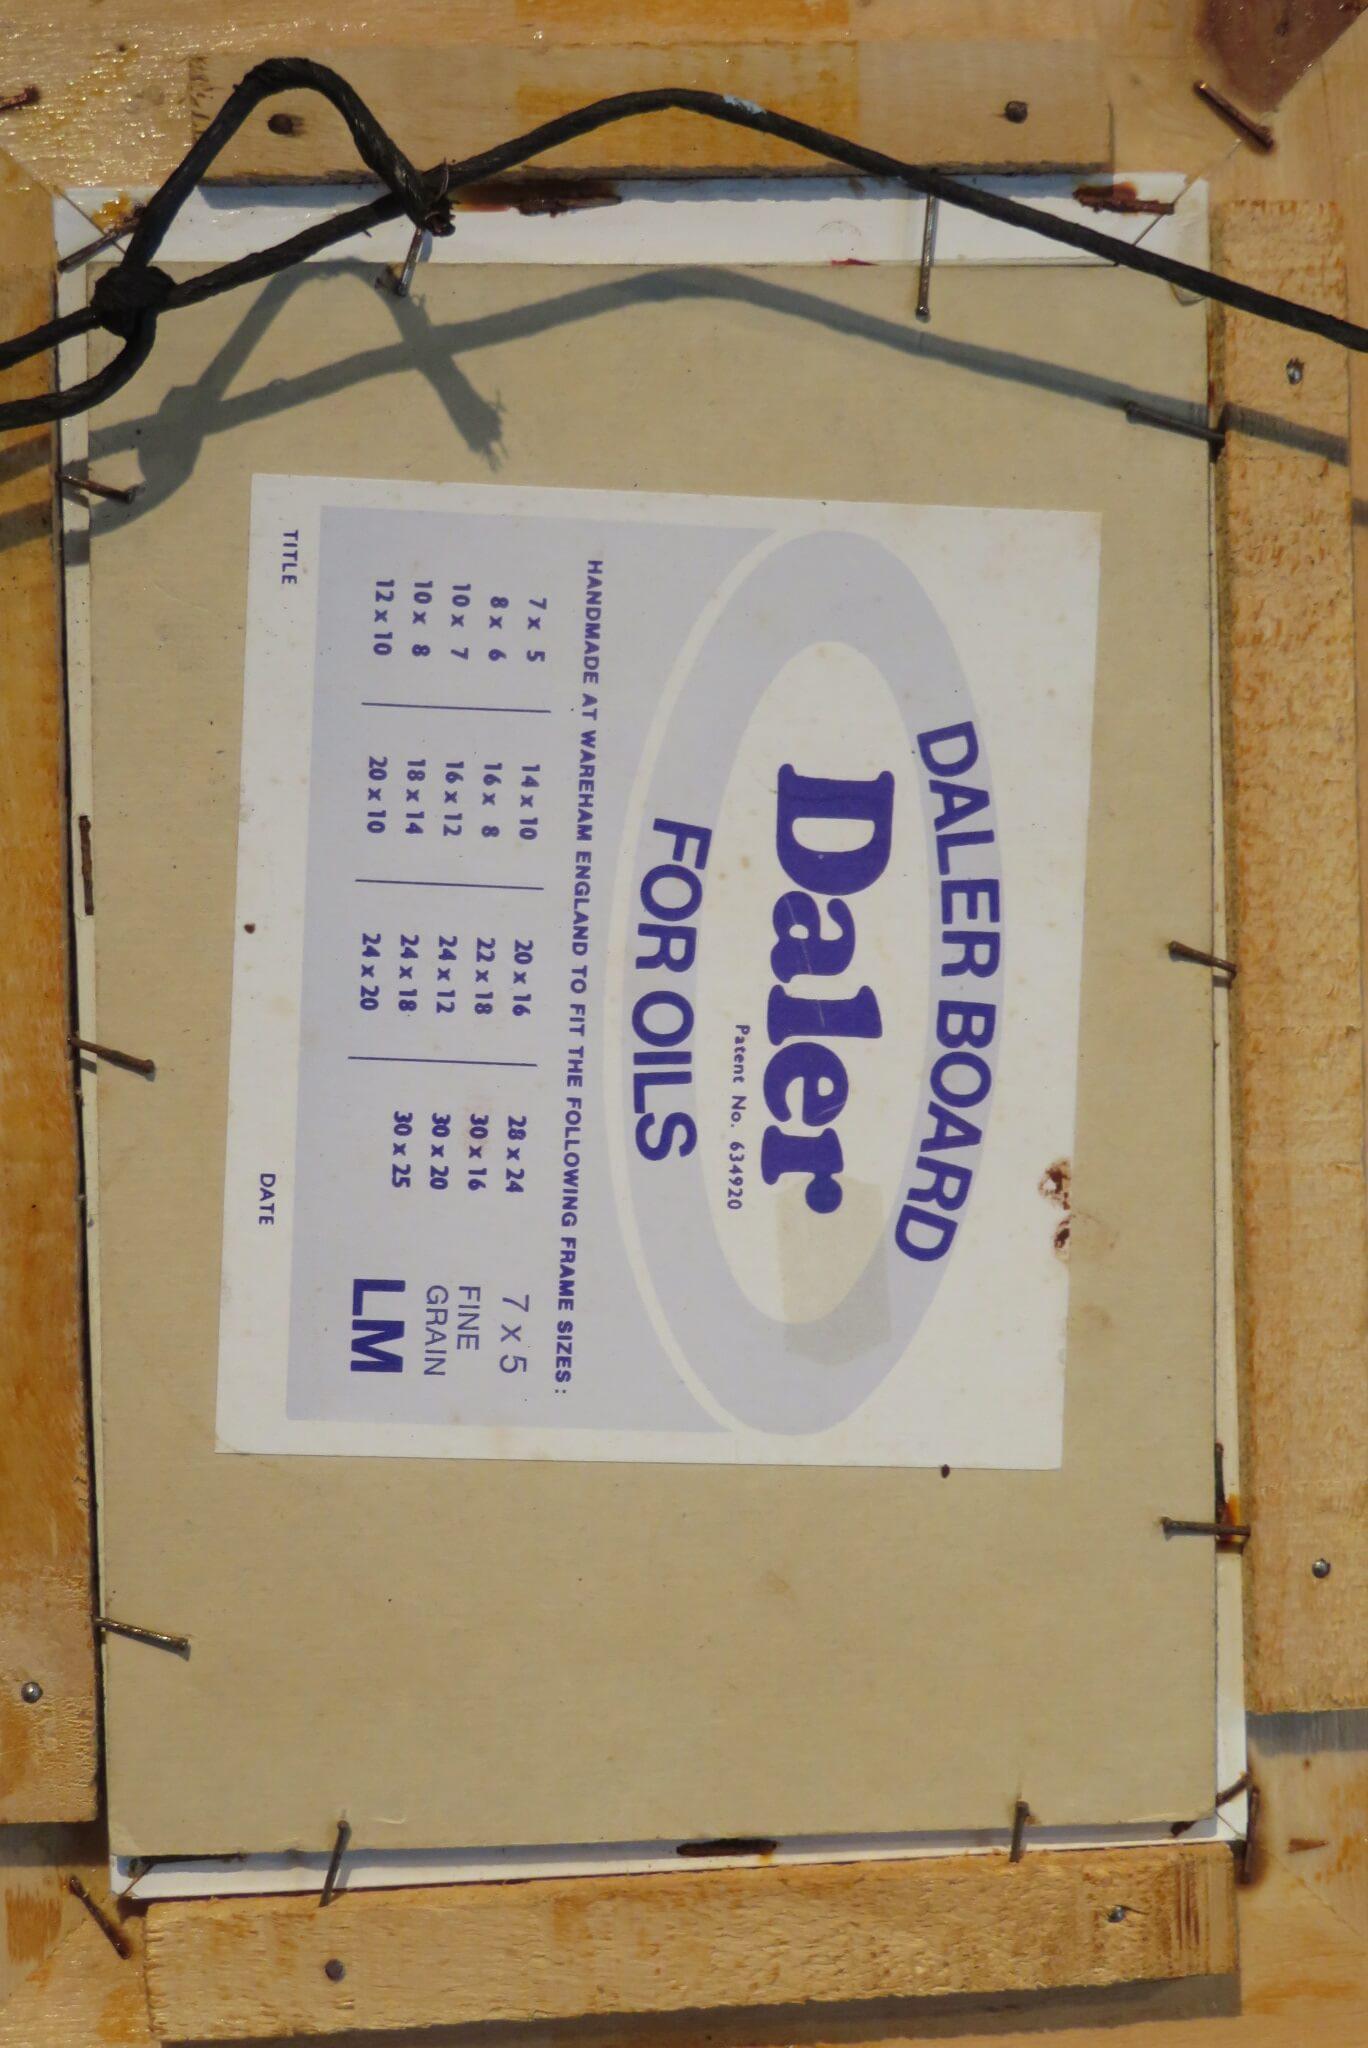 DALER BOARD
Daler
Patent No. 634920
FOR OILS
HANDMADE AT WAREHAM ENGLAND TO FIT THE FOLLOWING FRAME SIZES:
7 x 5 14 x 10 20 x 16 28 x 24 7 X 5
8 x 6 16 x 8 22 x 18 30 x 16 FINE
10 x 7 16 x 12 24 x 12 30 x 20 GRAIN
10 x 8 18 x 14 24 x 18 30 x 25 LM
12 x 10 20 x 10 24 x 20
TITLE DATE